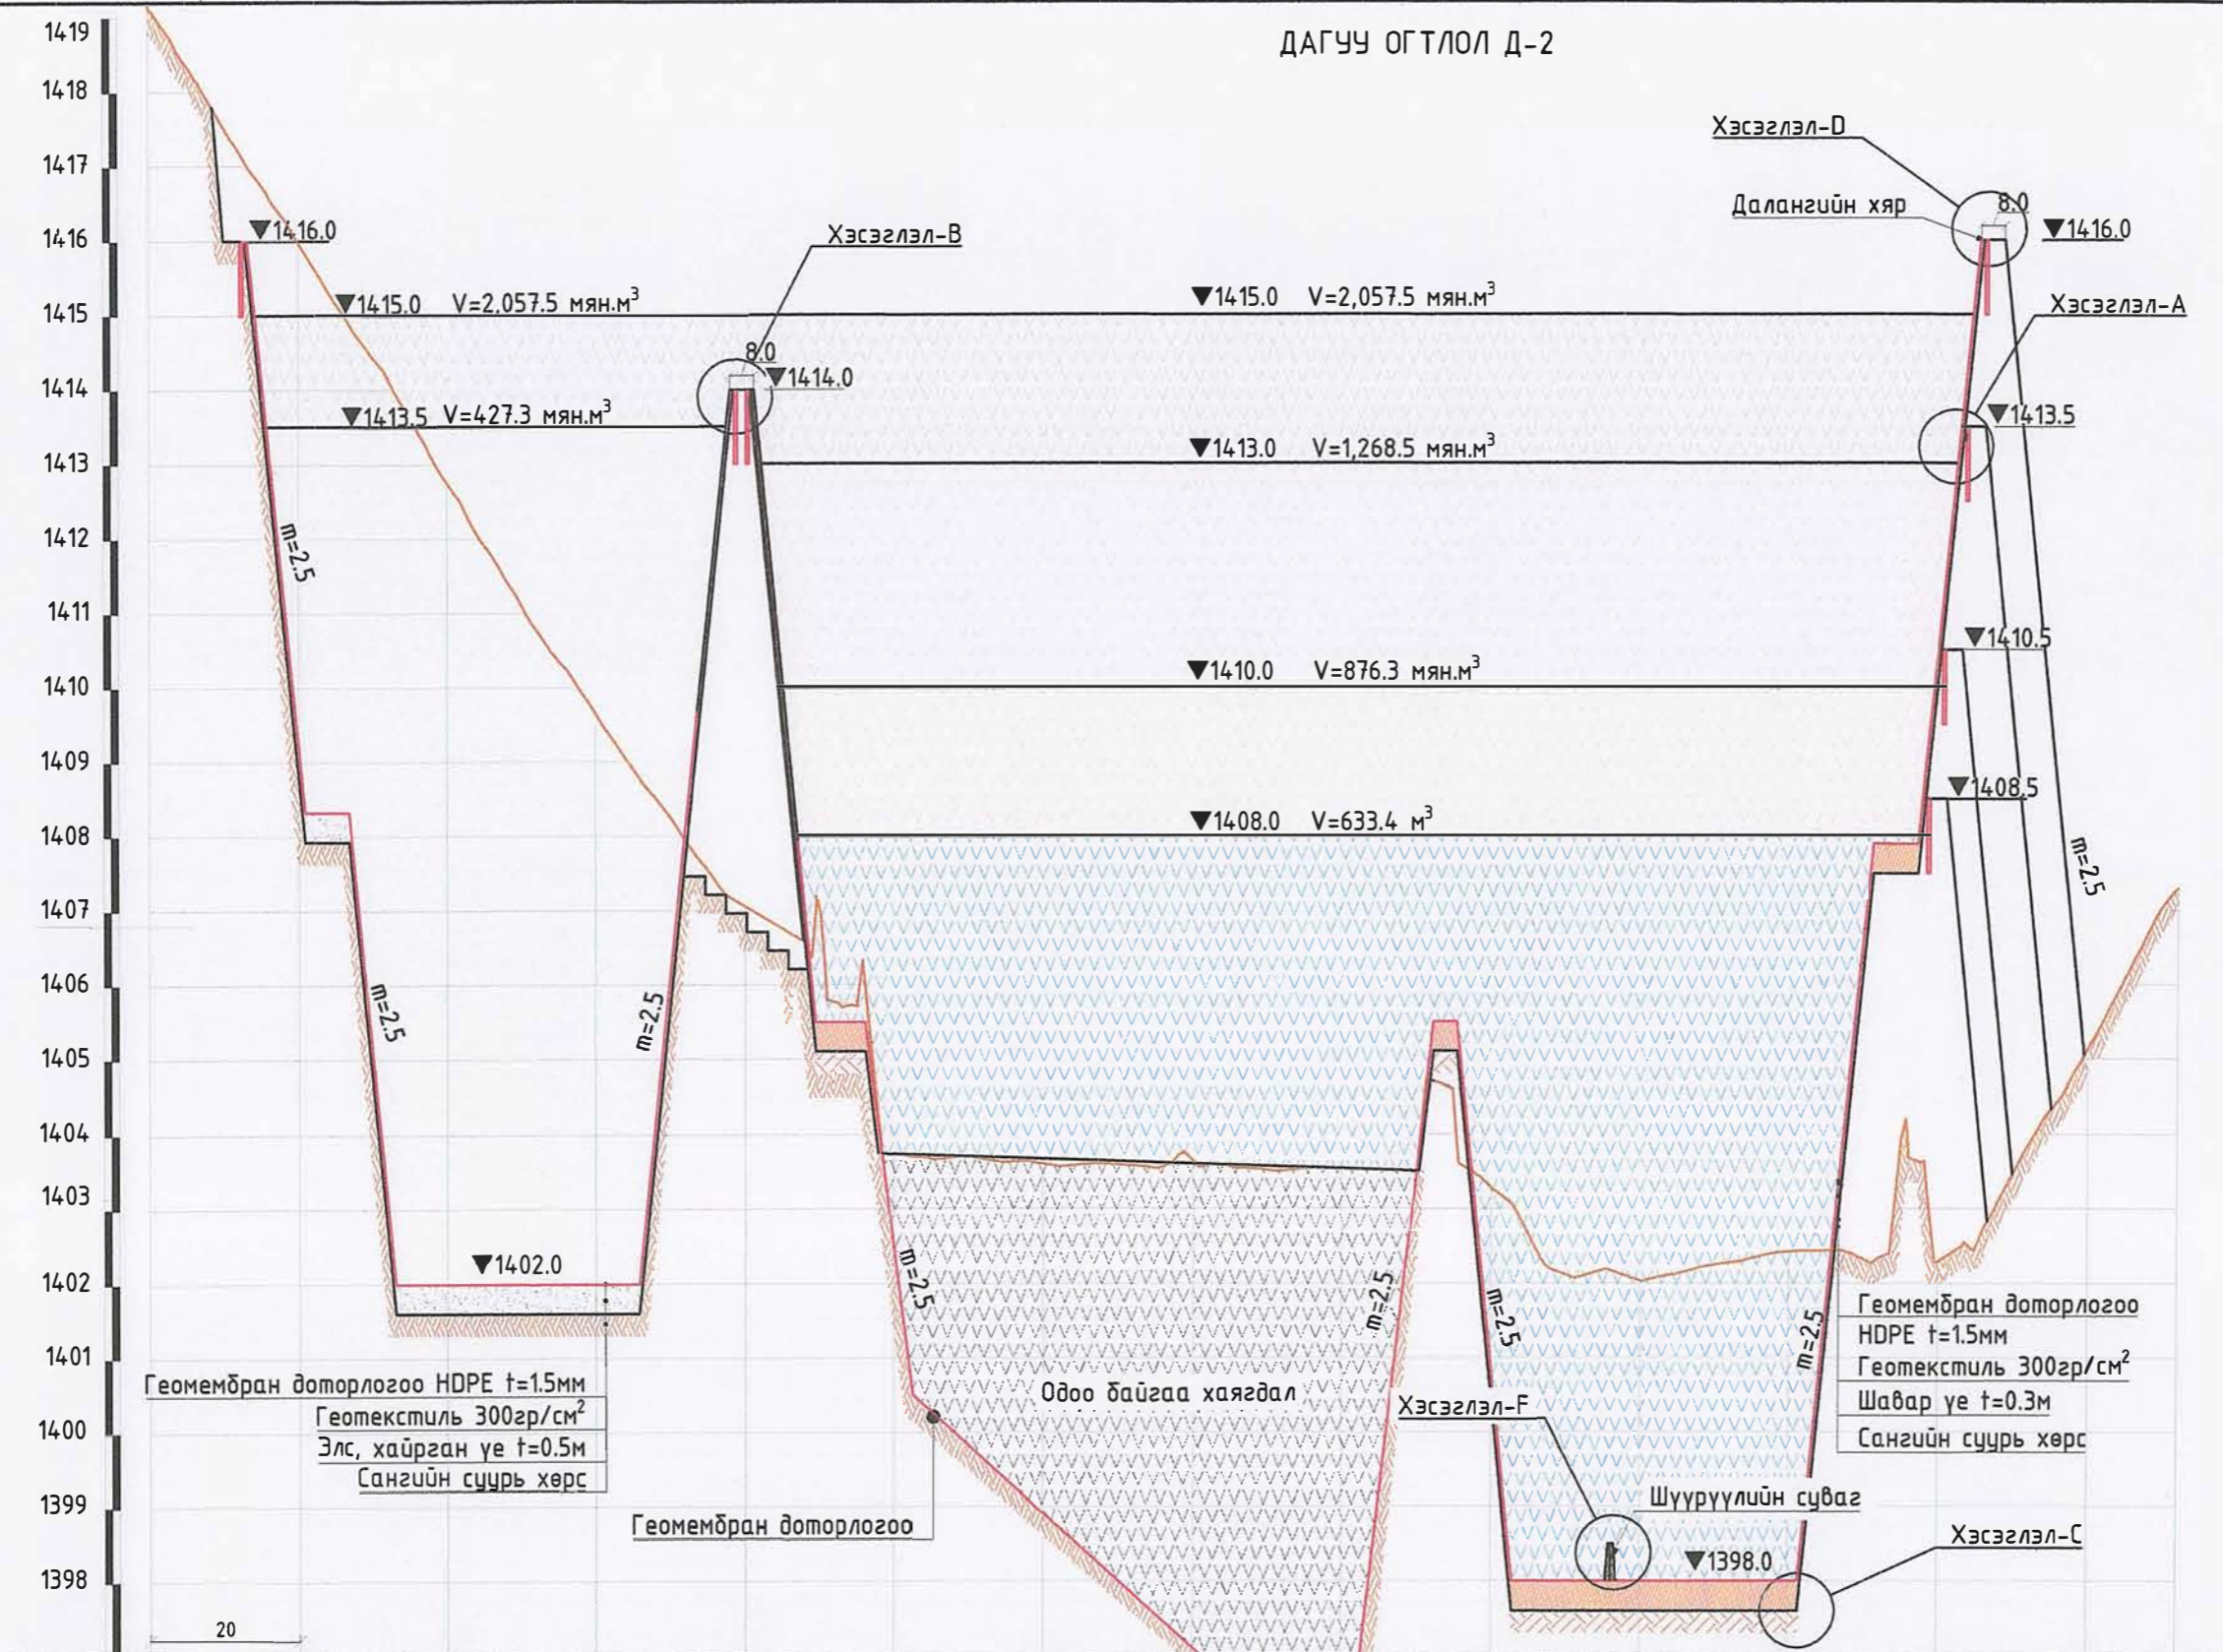 ДАГУУ ОГТЛОЛ Д-2
1419
1418
1417
1416
1415
1414
1413
1412
1411
1410
1409
1408
1407
1406
1405
1404
1403
1402
1401
1400
1399
1398
Хэсэглэл-D
Далангийн хяр
8.0
▼1416.0
▼1416.0
Хэсэглэл-B
Хэсэглэл-A
▼1415.0 V=2,057.5 мян.м³
▼1415.0 V=2,057.5 мян.м³
8.0
▼1414.0
▼1413.5 V=427.3 мян.м³
▼1413.5
▼1413.0 V=1,268.5 мян.м³
m=2.5
▼1410.5
▼1410.0 V=876.3 мян.м³
▼1408.5
▼1408.0 V=633.4 м³
m=2.5
m=2.5
m=2.5
▼1402.0
m=2.5
m=2.5
m=2.5
m=2.5
Геомембран доторлогоо
HDPE t=1.5мм
Геотекстиль 300гр/см²
Шавар үе t=0.3м
Сангийн суурь хөрс
Геомембран доторлогоо HDPE t=1.5мм
Геотекстиль 300гр/см²
Элс, хайрган үе t=0.5м
Сангийн суурь хөрс
Одоо байгаа хаягдал
Хэсэглэл-F
Геомембран доторлогоо
Шүүрүүлийн суваг
▼1398.0
Хэсэглэл-C
20